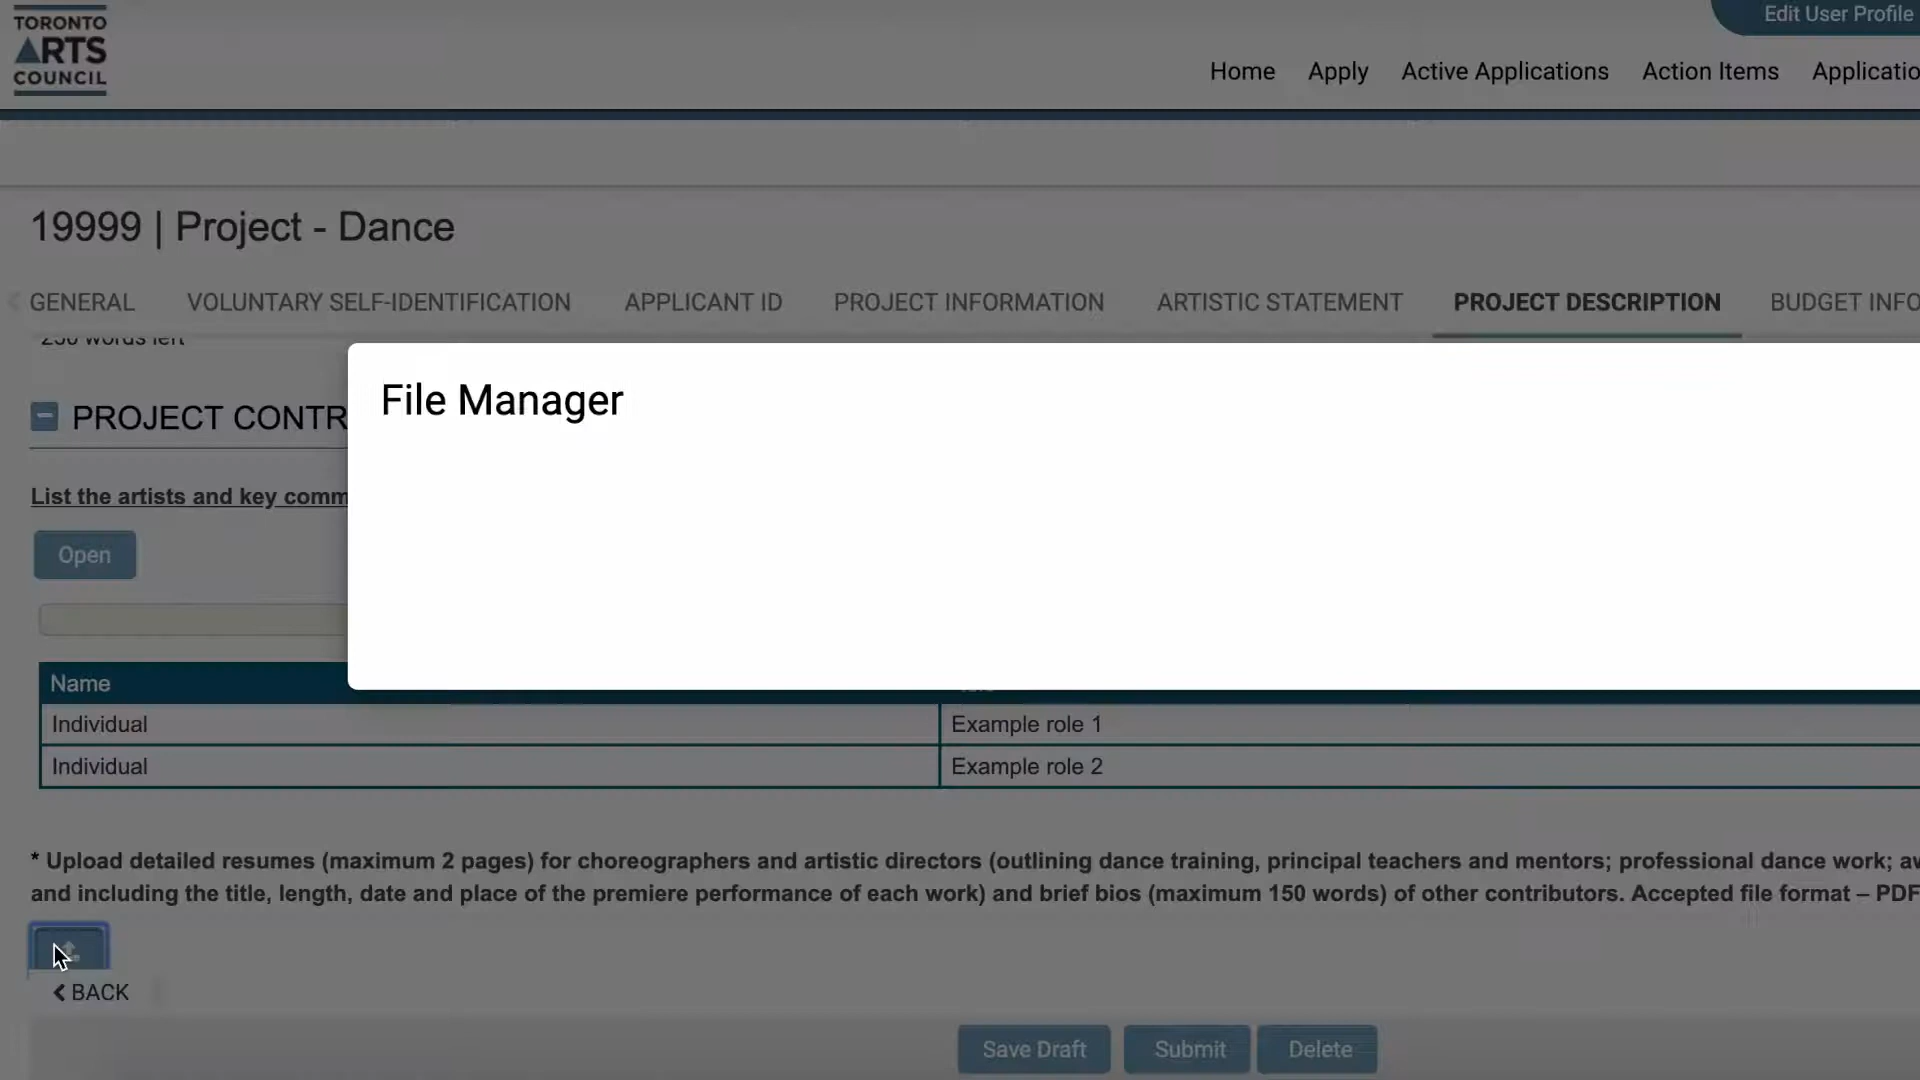 TORONTO
ARTS
COUNCIL
Edit User Profile
Home Apply Active Applications Action Items Applicatio
19999 | Project - Dance
GENERAL VOLUNTARY SELF-IDENTIFICATION APPLICANT ID PROJECT INFORMATION ARTISTIC STATEMENT PROJECT DESCRIPTION BUDGET INFO
250 words left
File Manager
PROJECT CONTR
List the artists and key comm
Open
Name
Individual Example role 1
Individual Example role 2
* Upload detailed resumes (maximum 2 pages) for choreographers and artistic directors (outlining dance training, principal teachers and mentors; professional dance work; aw
and including the title, length, date and place of the premiere performance of each work) and brief bios (maximum 150 words) of other contributors. Accepted file format – PDF
BACK
Save Draft Submit Delete